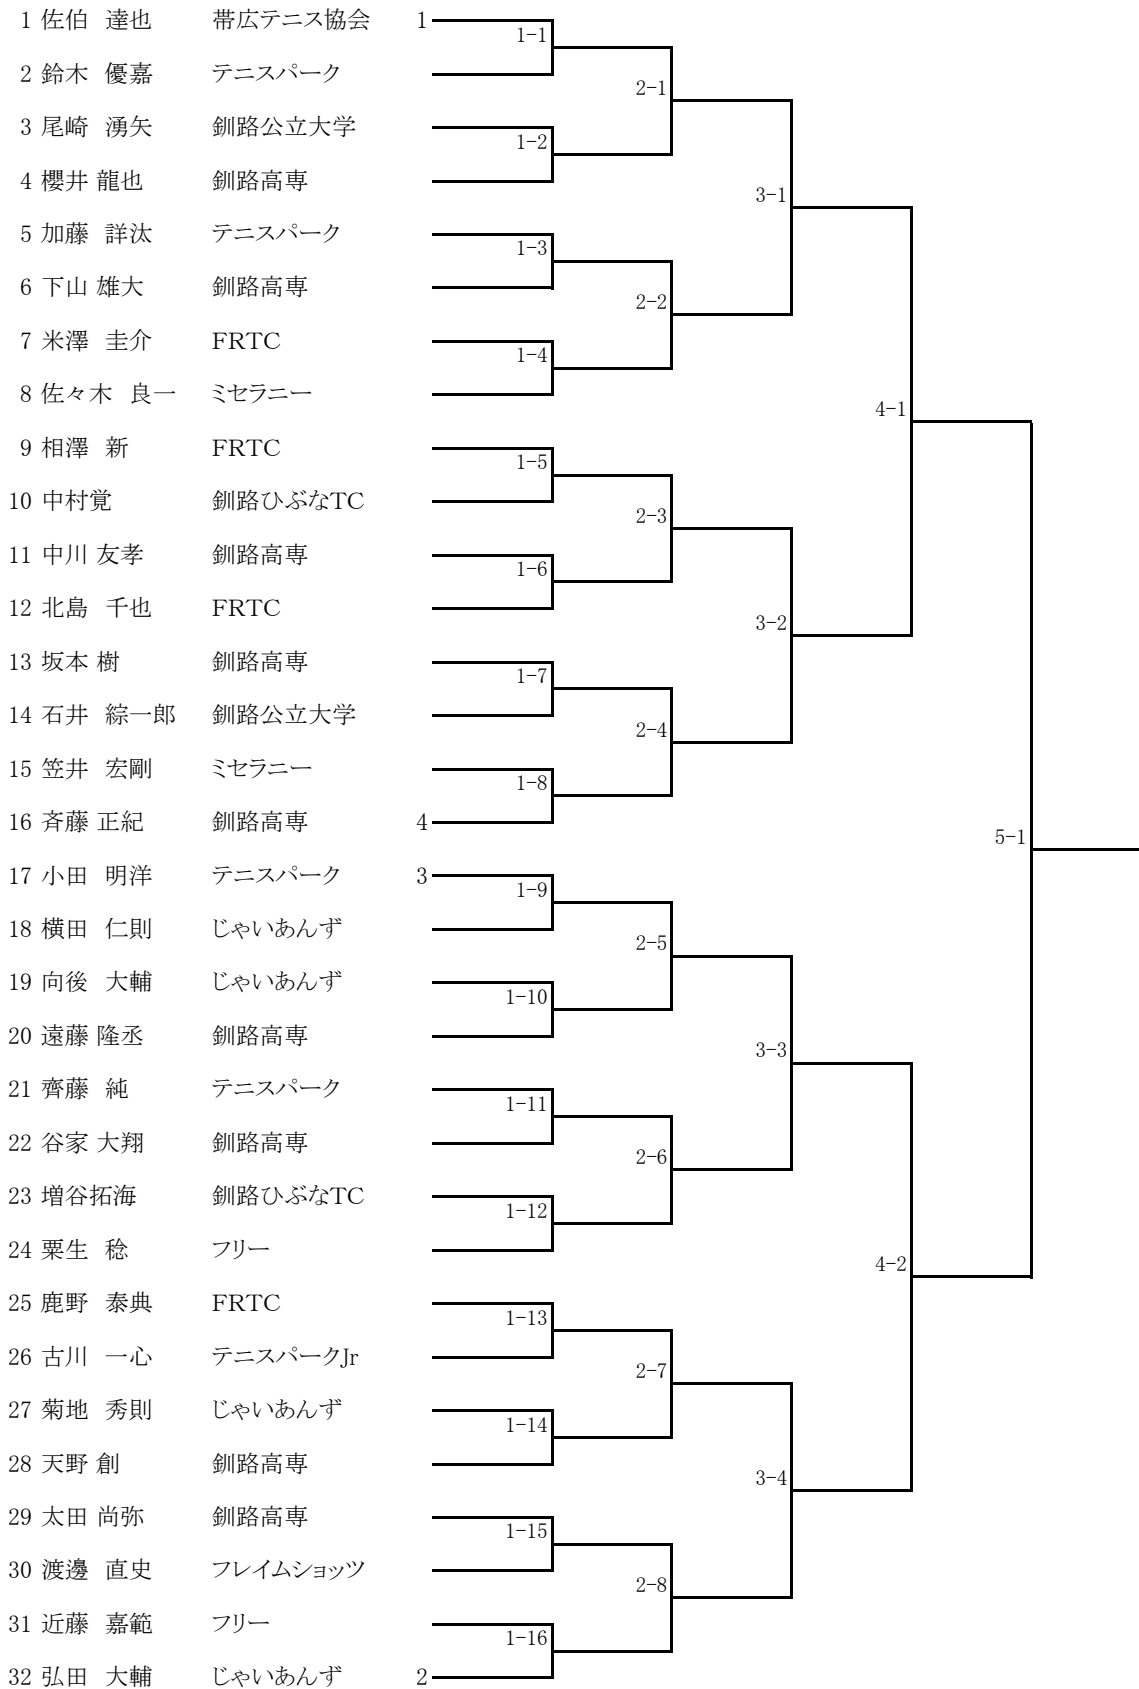 1 佐伯 達也 帯広テニス協会 1
1-1
2 鈴木 優嘉 テニスパーク
2-1
3 尾崎 湧矢 釧路公立大学
1-2
4 櫻井 龍也 釧路高専
3-1
5 加藤 詳汰 テニスパーク
1-3
6 下山 雄大 釧路高専
2-2
7 米澤 圭介 FRTC
1-4
8 佐々木 良一 ミセラニー
4-1
9 相澤 新 FRTC
1-5
10 中村覚 釧路ひぶなTC
2-3
11 中川 友孝 釧路高専
1-6
12 北島 千也 FRTC
3-2
13 坂本 樹 釧路高専
1-7
14 石井 綜一郎 釧路公立大学
2-4
15 笠井 宏剛 ミセラニー
1-8
16 斉藤 正紀 釧路高専 4
5-1
17 小田 明洋 テニスパーク 3
1-9
18 横田 仁則 じゃいあんず
2-5
19 向後 大輔 じゃいあんず
1-10
20 遠藤 隆丞 釧路高専
3-3
21 齊藤 純 テニスパーク
1-11
22 谷家 大翔 釧路高専
2-6
23 増谷拓海 釧路ひぶなTC
1-12
24 粟生 稔 フリー
4-2
25 鹿野 泰典 FRTC
1-13
26 古川 一心 テニスパークJr
2-7
27 菊地 秀則 じゃいあんず
1-14
28 天野 創 釧路高専
3-4
29 太田 尚弥 釧路高専
1-15
30 渡邊 直史 フレイムショッツ
2-8
31 近藤 嘉範 フリー
1-16
32 弘田 大輔 じゃいあんず 2